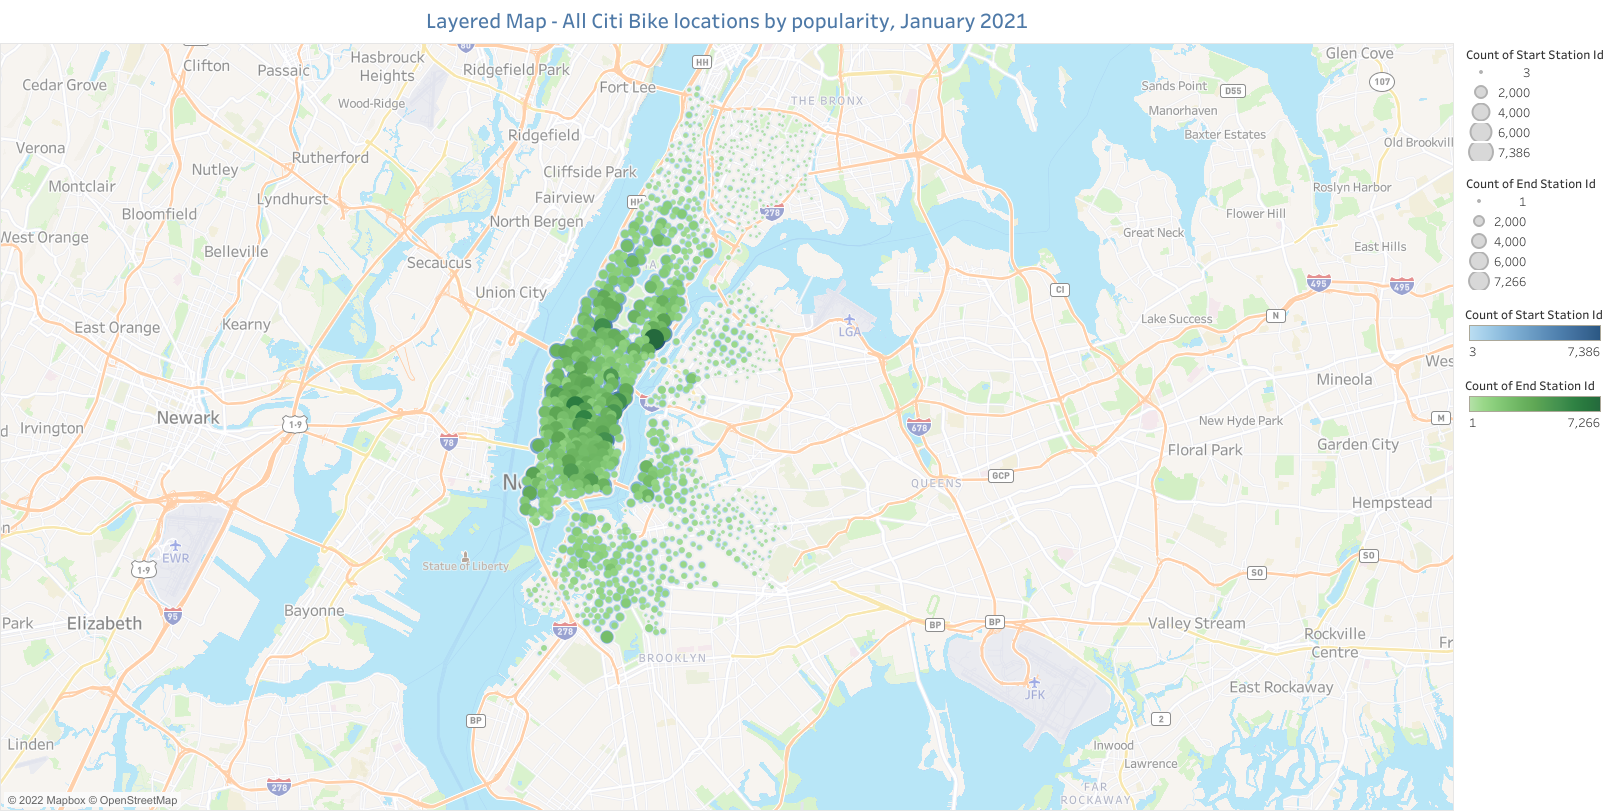 Layered Map - All Citi Bike locations by popularity, January 2021
Count of Start Station Id
3
2,000
4,000
6,000
7,386
Count of End Station Id
1
2,000
4,000
6,000
7,266
Count of Start Station Id
3 7,386
Count of End Station Id
1 7,266
Clifton
Passaic
Hasbrouck
Heights
80
Ridgefield Park
HH
Glen Cove
Cedar Grove
Wood-Ridge
Fort Lee
THE BRONX
Sands Point
D55
107
Manorhaven
Verona
Ridgefield
Baxter Estates
Old Brookvil
Rutherford
Nutley
Cliffside Park
Montclair
Lyndhurst
Fairview
HH
Roslyn Harbor
Bloomfield
North Bergen
278
Flower Hill
West Orange
Belleville
Great Neck
East Hills
Secaucus
Union City
CI
495
495
East Orange
Kearny
LGA
Lake Success
N
Wes
Mineola
Newark
1-9
d
Irvington
78
678
New Hyde Park
M
Floral Park
Garden City
N
QUEENS
GCP
Hempstead
n
EWR
1-9
Statue of Liberty
SO
SO
95
Bayonne
Park
Elizabeth
278
BP
BP
Valley Stream
Rockville
Centre
Fr
BROOKLYN
JFK
East Rockaway
BP
2
Linden
Inwood
Lawrence
278
FAR
ROCKAWAY
© 2022 Mapbox © OpenStreetMap